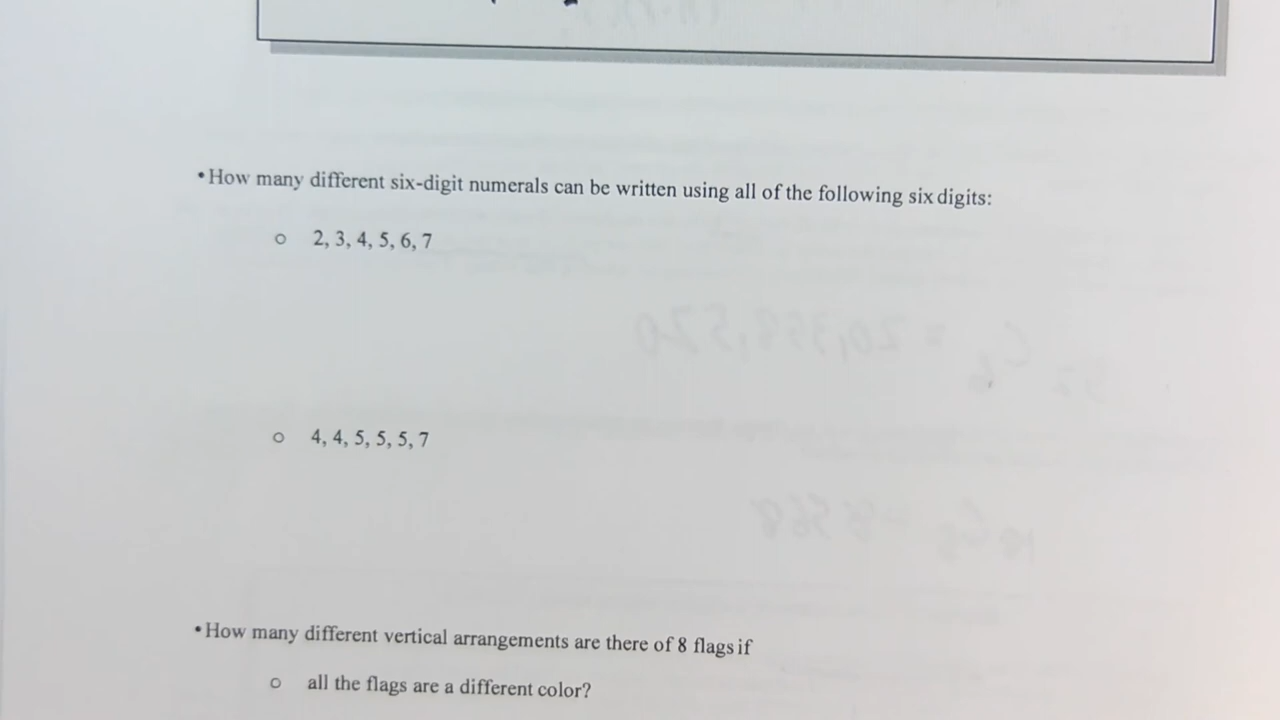 •How many different six-digit numerals can be written using all of the following six digits:
o 2, 3, 4, 5, 6, 7
o 4, 4, 5, 5, 5, 7
•How many different vertical arrangements are there of 8 flags if
o all the flags are a different color?